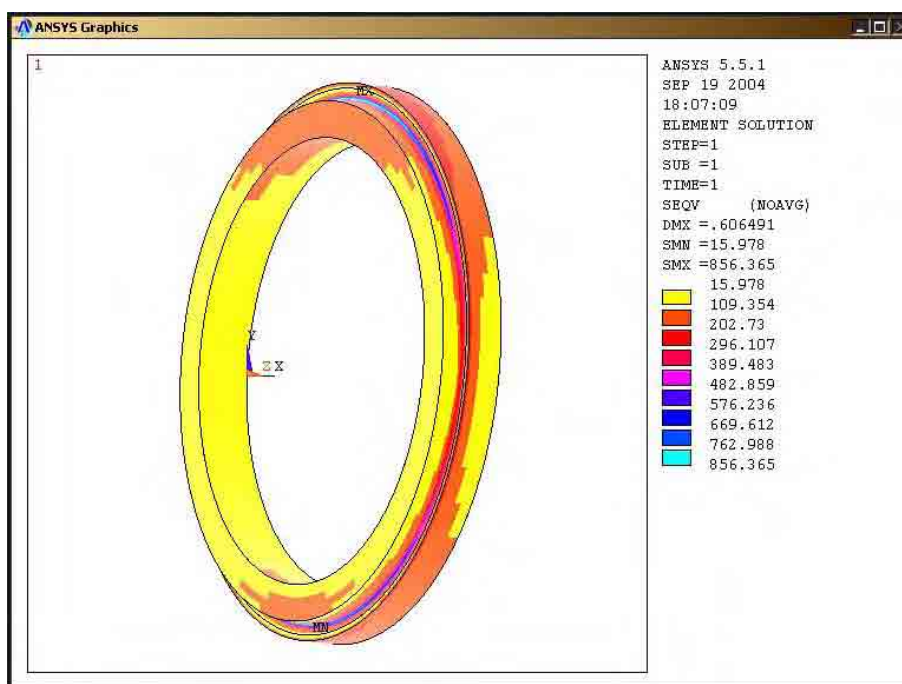 ANSYS Graphics
1
ANSYS 5.5.1
SEP 19 2004
18:07:09
ELEMENT SOLUTION
STEP=1
SUB =1
TIME=1
SEQV (NOAVG)
DMX =.606491
SMN =15.978
SMX =856.365
15.978
109.354
202.73
296.107
389.483
482.859
576.236
669.612
762.988
856.365
MX
Y
Z X
MN